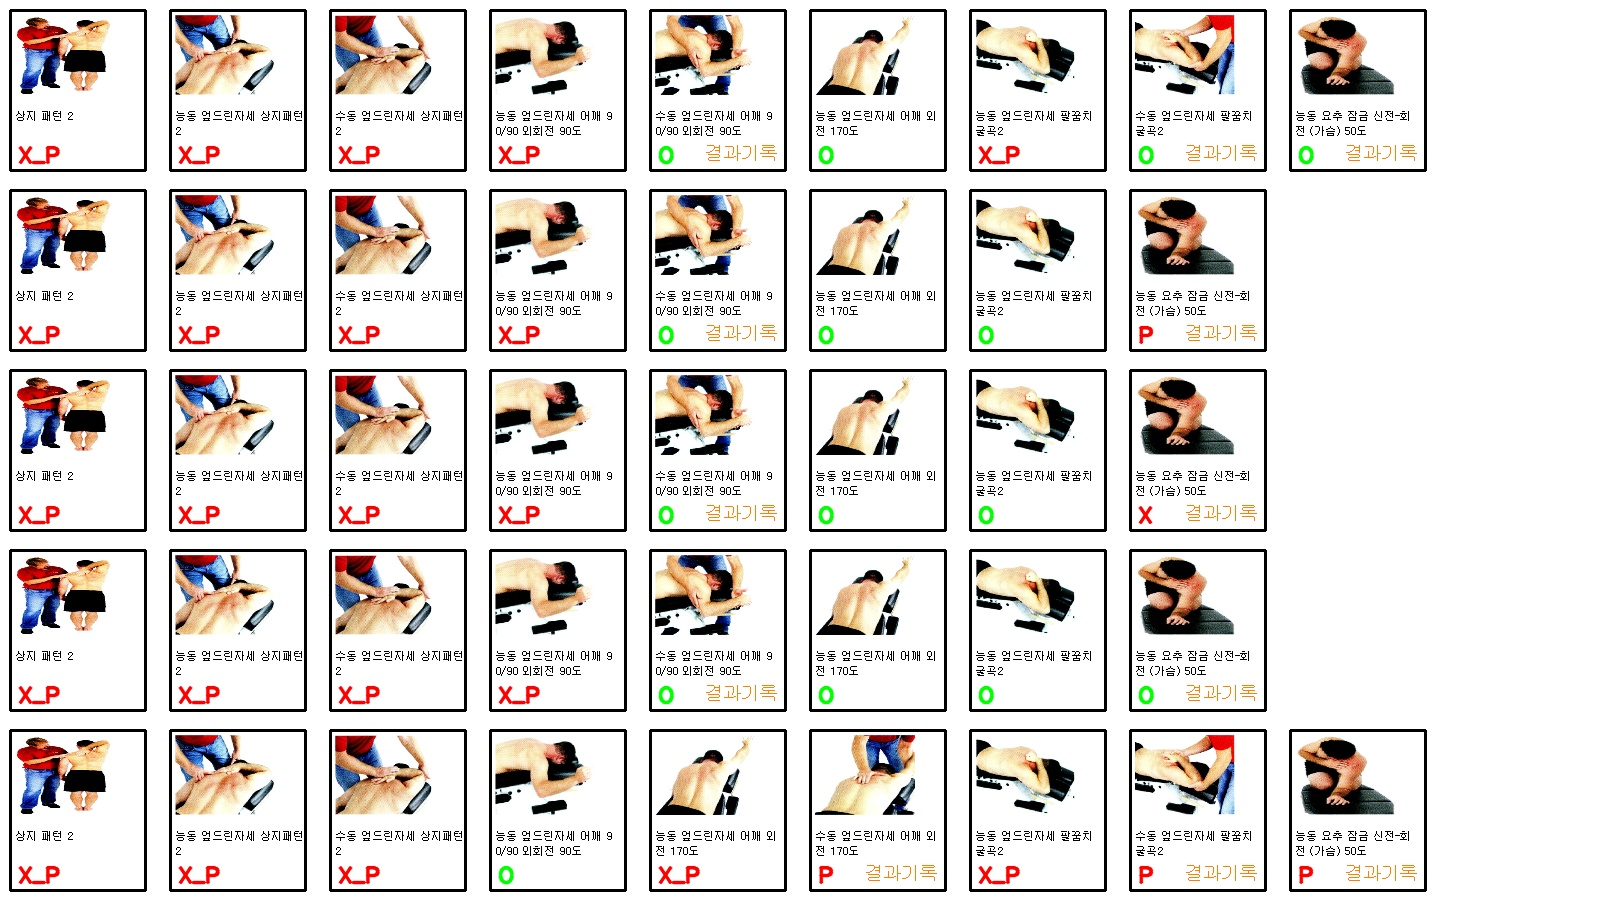 상지 패턴 2
X_P
능동 엎드린자세 상지패턴
2
X_P
수동 엎드린자세 상지패턴
2
X_P
능동 엎드린자세 어깨 9
0/90 외회전 90도
X_P
수동 엎드린자세 어깨 9
0/90 외회전 90도
O 결과기록
능동 엎드린자세 어깨 외
전 170도
O
능동 엎드린자세 팔꿈치
굴곡2
X_P
수동 엎드린자세 팔꿈치
굴곡2
O 결과기록
능동 요추 잠금 신전-회
전 (가슴) 50도
O 결과기록
상지 패턴 2
X_P
능동 엎드린자세 상지패턴
2
X_P
수동 엎드린자세 상지패턴
2
X_P
능동 엎드린자세 어깨 9
0/90 외회전 90도
X_P
수동 엎드린자세 어깨 9
0/90 외회전 90도
O 결과기록
능동 엎드린자세 어깨 외
전 170도
O
능동 엎드린자세 팔꿈치
굴곡2
O
능동 요추 잠금 신전-회
전 (가슴) 50도
P 결과기록
상지 패턴 2
X_P
능동 엎드린자세 상지패턴
2
X_P
수동 엎드린자세 상지패턴
2
X_P
능동 엎드린자세 어깨 9
0/90 외회전 90도
X_P
수동 엎드린자세 어깨 9
0/90 외회전 90도
O 결과기록
능동 엎드린자세 어깨 외
전 170도
O
능동 엎드린자세 팔꿈치
굴곡2
O
능동 요추 잠금 신전-회
전 (가슴) 50도
X 결과기록
상지 패턴 2
X_P
능동 엎드린자세 상지패턴
2
X_P
수동 엎드린자세 상지패턴
2
X_P
능동 엎드린자세 어깨 9
0/90 외회전 90도
X_P
수동 엎드린자세 어깨 9
0/90 외회전 90도
O 결과기록
능동 엎드린자세 어깨 외
전 170도
O
능동 엎드린자세 팔꿈치
굴곡2
O
능동 요추 잠금 신전-회
전 (가슴) 50도
O 결과기록
상지 패턴 2
X_P
능동 엎드린자세 상지패턴
2
X_P
수동 엎드린자세 상지패턴
2
X_P
능동 엎드린자세 어깨 9
0/90 외회전 90도
O
능동 엎드린자세 어깨 외
전 170도
X_P
수동 엎드린자세 어깨 외
전 170도
P 결과기록
능동 엎드린자세 팔꿈치
굴곡2
X_P
수동 엎드린자세 팔꿈치
굴곡2
P 결과기록
능동 요추 잠금 신전-회
전 (가슴) 50도
P 결과기록